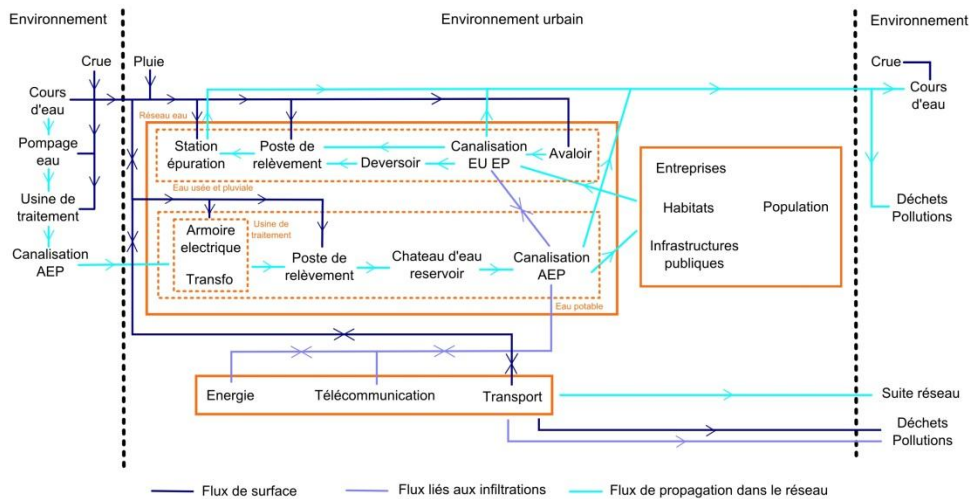 Environnement
Environnement urbain
Environnement
Crue
Pluie
Crue
Cours
d'eau
Cours
d'eau
Réseau eau
Pompage
eau
Station
épuration
Poste de
relèvement
Deversoir
Canalisation
EU EP
Avaloir
Eau usée et pluviale
Entreprises
Habitats
Population
Infrastructures
publiques
Usine de
traitement
Déchets
Pollutions
Canalisation
AEP
Armoire
electrique
Transfo
Usine de
traitement
Poste de
relèvement
Chateau d'eau
reservoir
Canalisation
AEP
Eau potable
Energie
Télécommunication
Transport
Suite réseau
Déchets
Pollutions
Flux de surface
Flux liés aux infiltrations
Flux de propagation dans le réseau